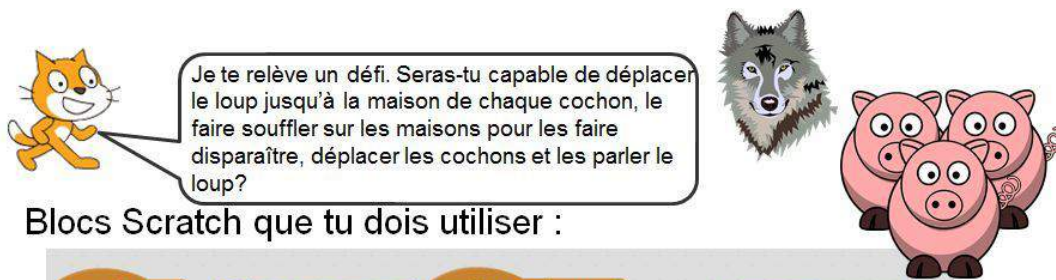 Je te relève un défi. Seras-tu capable de déplacer
le loup jusqu'à la maison de chaque cochon, le
faire souffler sur les maisons pour les faire
disparaître, déplacer les cochons et les parler le
loup?
Blocs Scratch que tu dois utiliser :